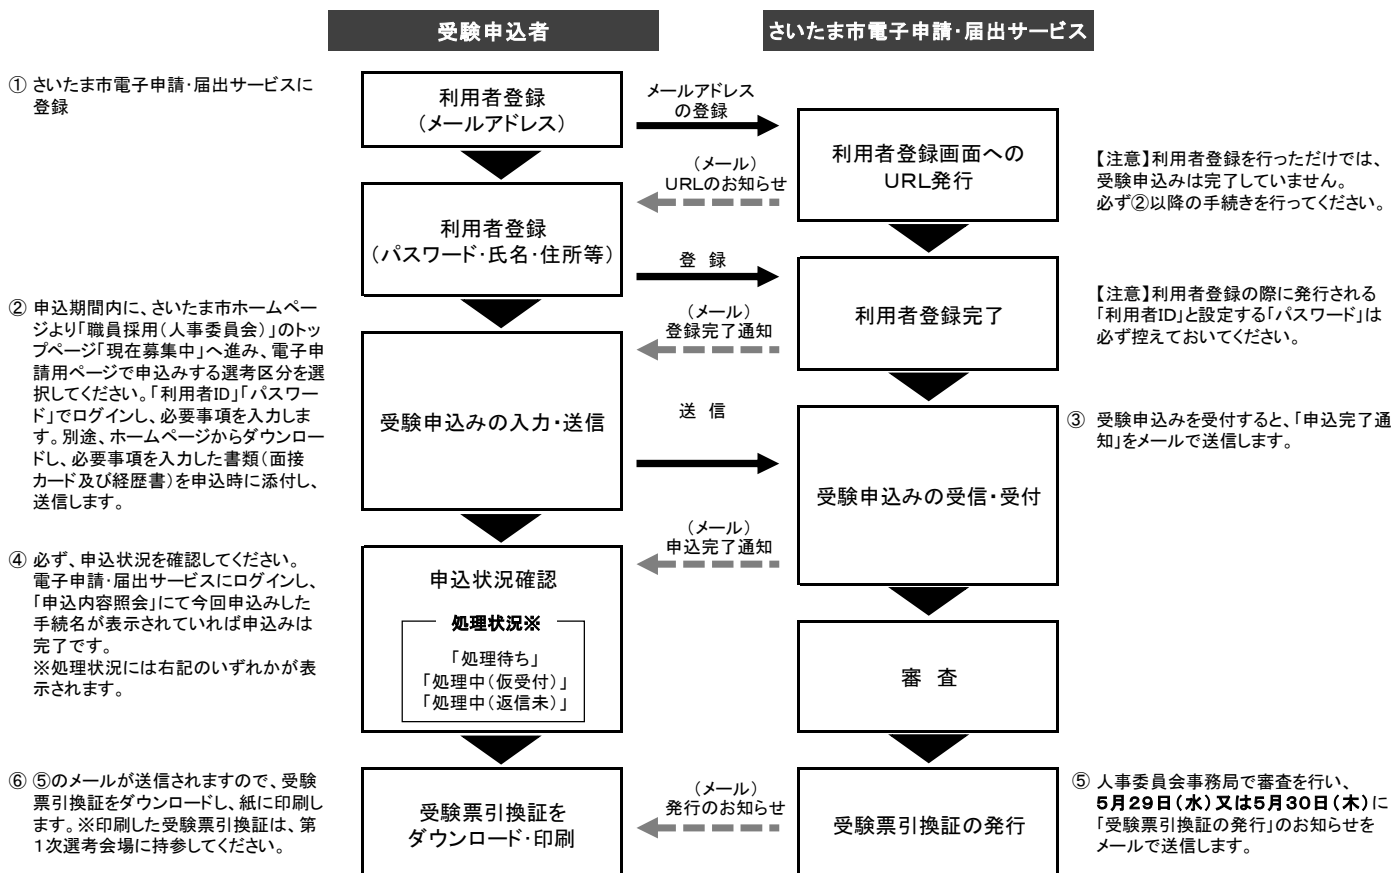 受験申込者
さいたま市電子申請・届出サービス
① さいたま市電子申請・届出サービスに
登録
利用者登録
（メールアドレス）
メールアドレス
の登録
利用者登録画面への
ＵＲＬ発行
【注意】利用者登録を行っただけでは、
受験申込みは完了していません。
必ず②以降の手続きを行ってください。
（メール）
ＵＲＬのお知らせ
利用者登録
（パスワード・氏名・住所等）
登 録
利用者登録完了
【注意】利用者登録の際に発行される
「利用者ID」と設定する「パスワード」は
必ず控えておいてください。
（メール）
登録完了通知
② 申込期間内に、さいたま市ホームペー
ジより「職員採用（人事委員会）」のトッ
プページ「現在募集中」へ進み、電子申
請用ページで申込みする選考区分を選
択してください。「利用者ID」「パスワー
ド」でログインし、必要事項を入力しま
す。別途、ホームページからダウンロー
ドし、必要事項を入力した書類（面接
カード及び経歴書）を申込時に添付し、
送信します。
受験申込みの入力・送信
送 信
受験申込みの受信・受付
③ 受験申込みを受付すると、「申込完了通
知」をメールで送信します。
（メール）
申込完了通知
④ 必ず、申込状況を確認してください。
電子申請・届出サービスにログインし、
「申込内容照会」にて今回申込みした
手続名が表示されていれば申込みは
完了です。
※処理状況には右記のいずれかが表
示されます。
申込状況確認
処理状況※
「処理待ち」
「処理中（仮受付）」
「処理中（返信未）」
審 査
⑥ ⑤のメールが送信されますので、受験
票引換証をダウンロードし、紙に印刷し
ます。※印刷した受験票引換証は、第
１次選考会場に持参してください。
受験票引換証を
ダウンロード・印刷
（メール）
発行のお知らせ
受験票引換証の発行
⑤ 人事委員会事務局で審査を行い、
５月２９日（水）又は５月３０日（木）に
「受験票引換証の発行」のお知らせを
メールで送信します。